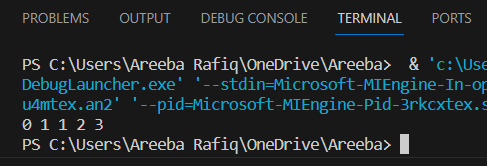 PROBLEMS OUTPUT DEBUG CONSOLE TERMINAL PORTS
PS C:\Users\Areeba Rafiq\OneDrive\Areeba> & 'c:\Use
DebugLauncher.exe' '--stdin=Microsoft-MIEngine-In-op
u4mtex.an2' '--pid=Microsoft-MIEngine-Pid-3rkcxtex.s
0 1 1 2 3
PS C:\Users\Areeba Rafiq\OneDrive\Areeba>